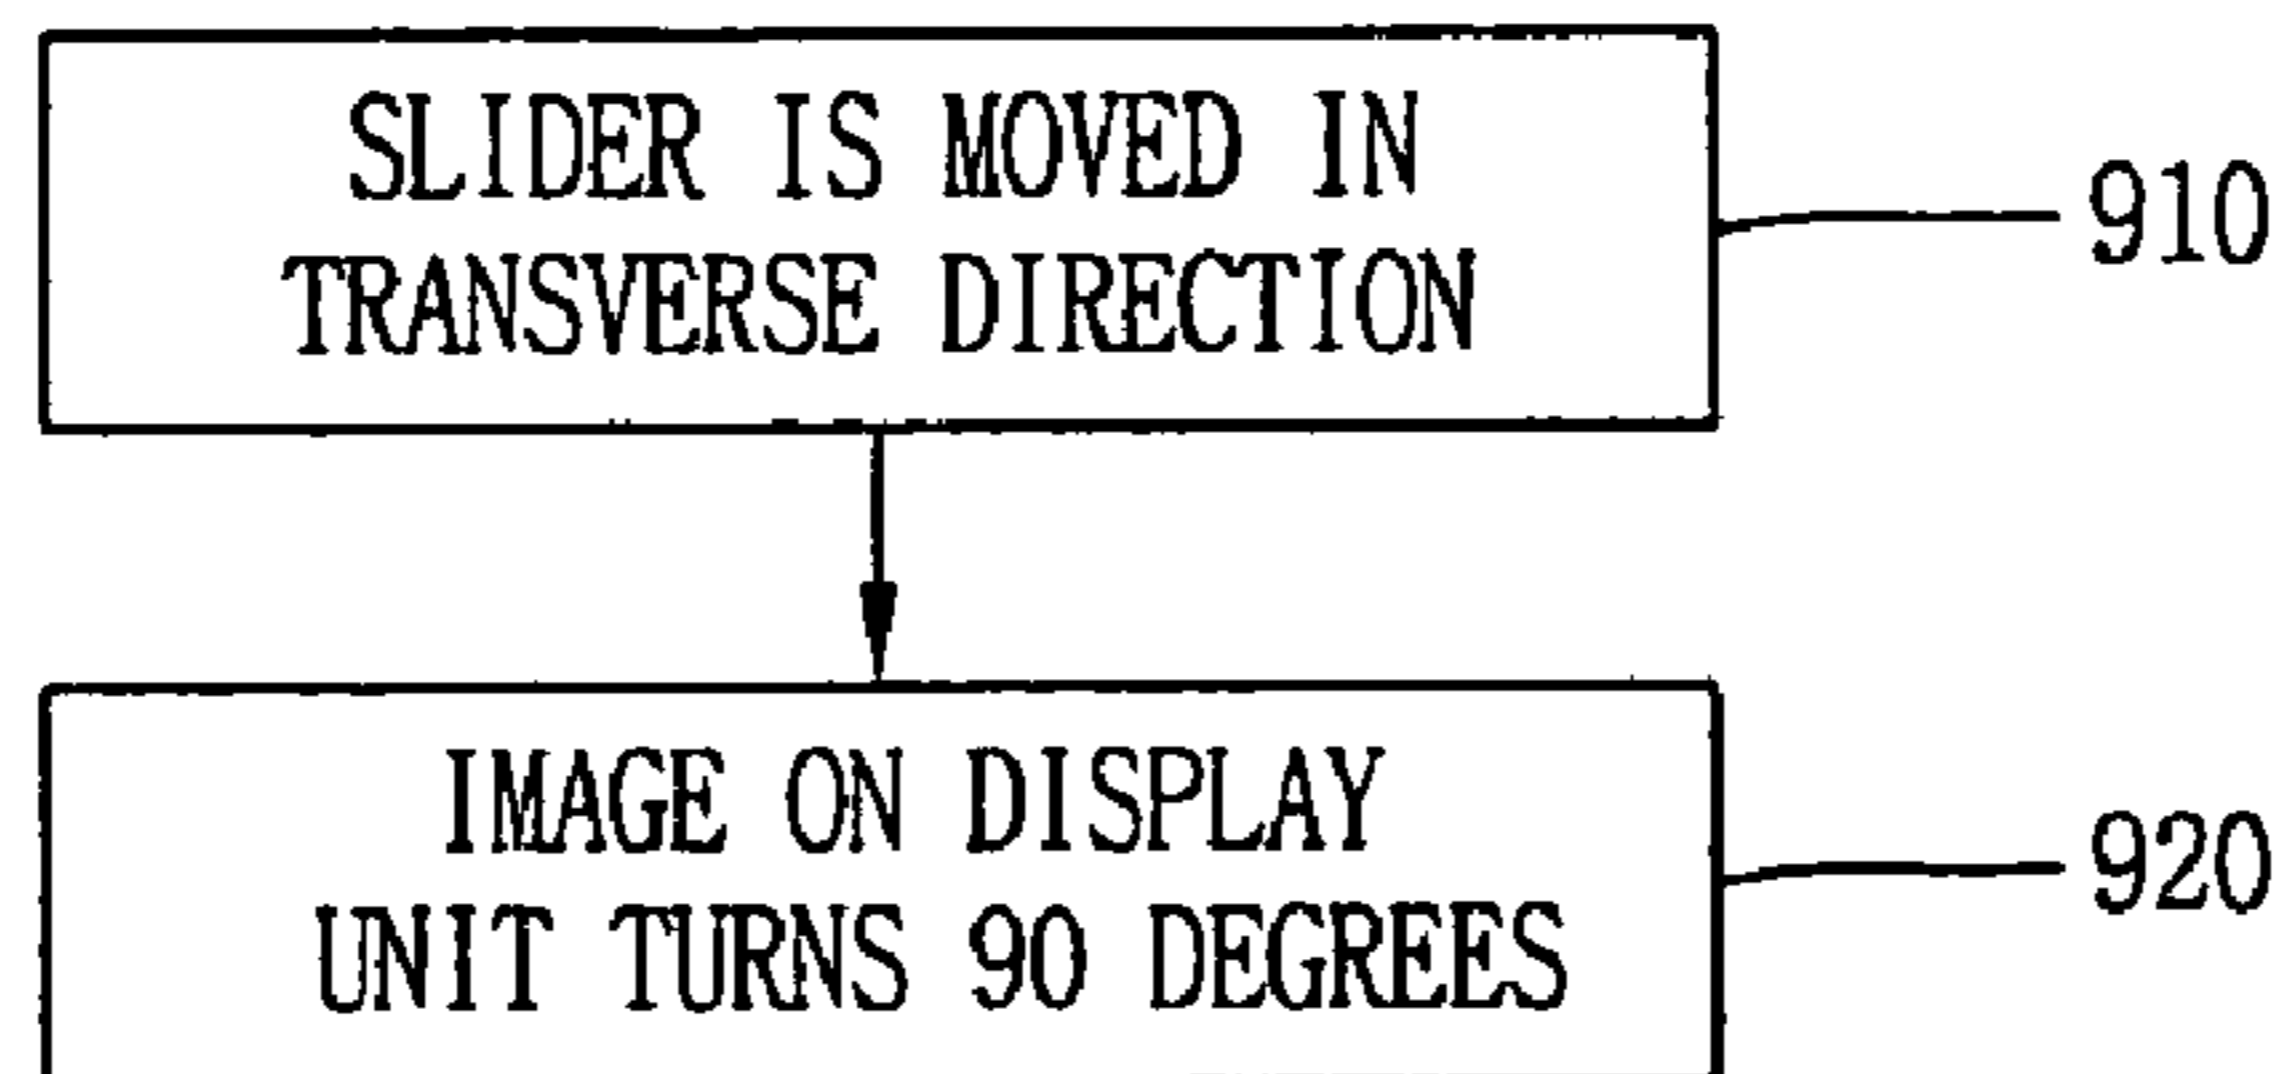 SLIDER IS MOVED IN
TRANSVERSE DIRECTION
910
IMAGE ON DISPLAY
UNIT TURNS 90 DEGREES
920